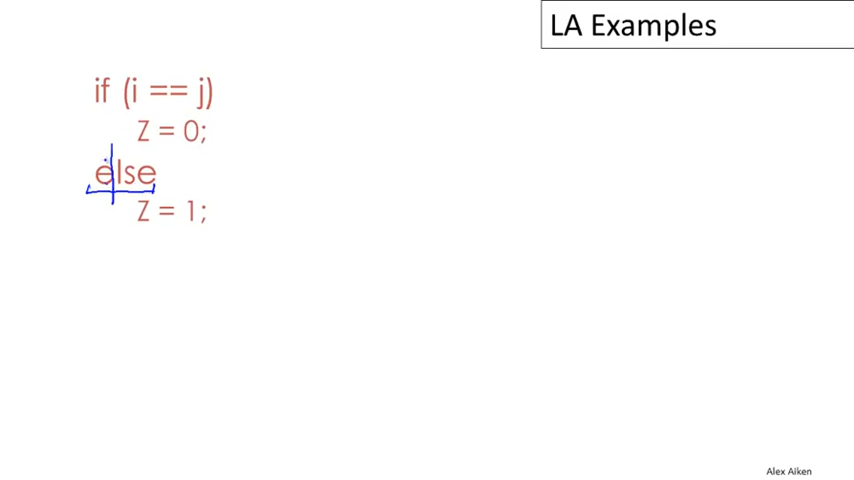 LA Examples
if (i == j)
Z = 0;
else
Z = 1;
Alex Aiken